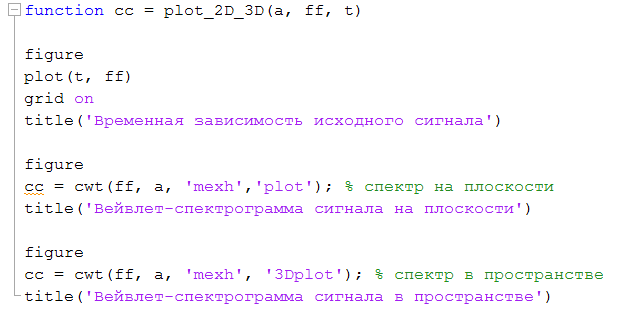 function cc = plot_2D_3D(a, ff, t)
figure
plot(t, ff)
grid on
title('Временная зависимость исходного сигнала')
figure
cc = cwt(ff, a, 'mexh','plot'); % спектр на плоскости
title('Вейвлет-спектрограмма сигнала на плоскости')
figure
cc = cwt(ff, a, 'mexh', '3Dplot'); % спектр в пространстве
title('Вейвлет-спектрограмма сигнала в пространстве')